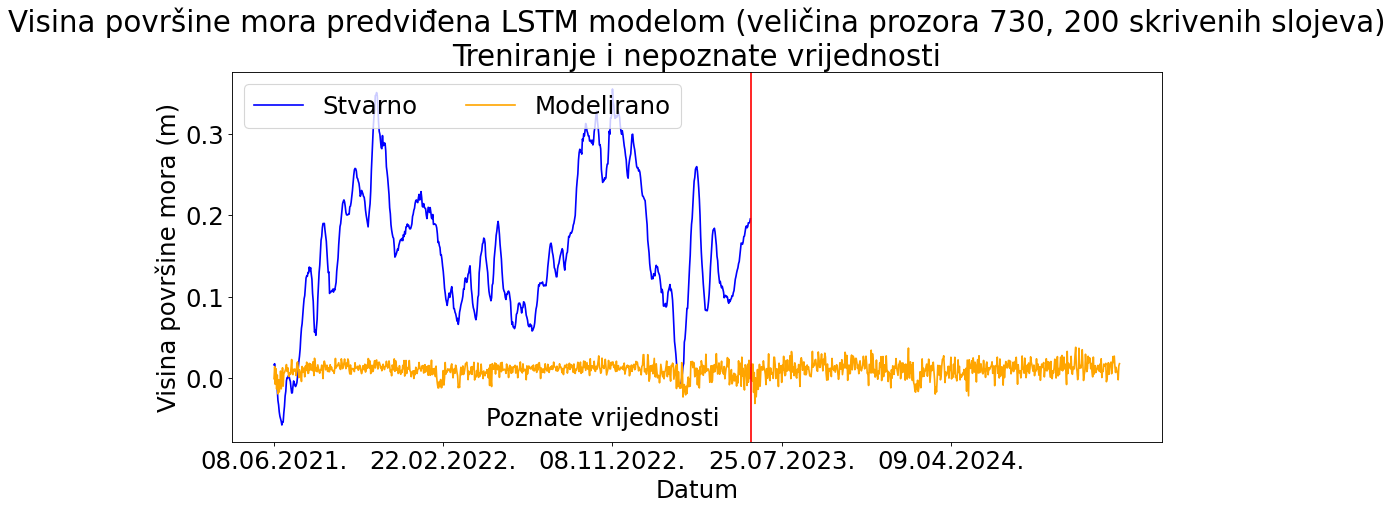 Visina površine mora predviđena LSTM modelom (veličina prozora 730, 200 skrivenih slojeva)
Treniranje i nepoznate vrijednosti
Stvarno Modelirano
Visina površine mora (m)
0.3
0.2
0.1
0.0
Poznate vrijednosti
08.06.2021. 22.02.2022. 08.11.2022. 25.07.2023. 09.04.2024.
Datum